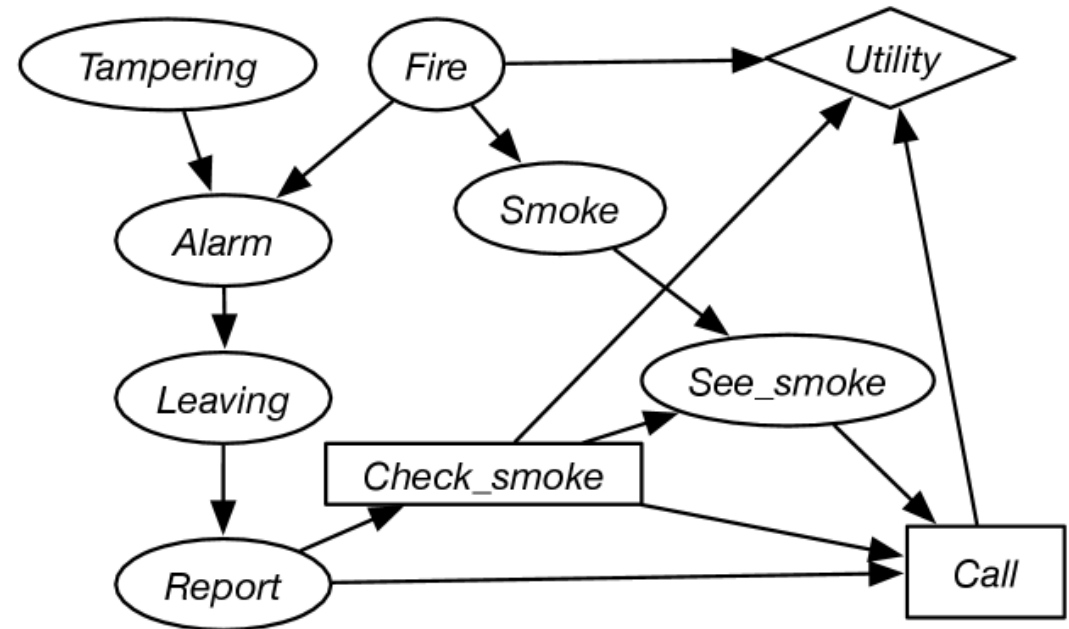 Tampering
Fire
Utility
Smoke
Alarm
See_smoke
Leaving
Check_smoke
Call
Report